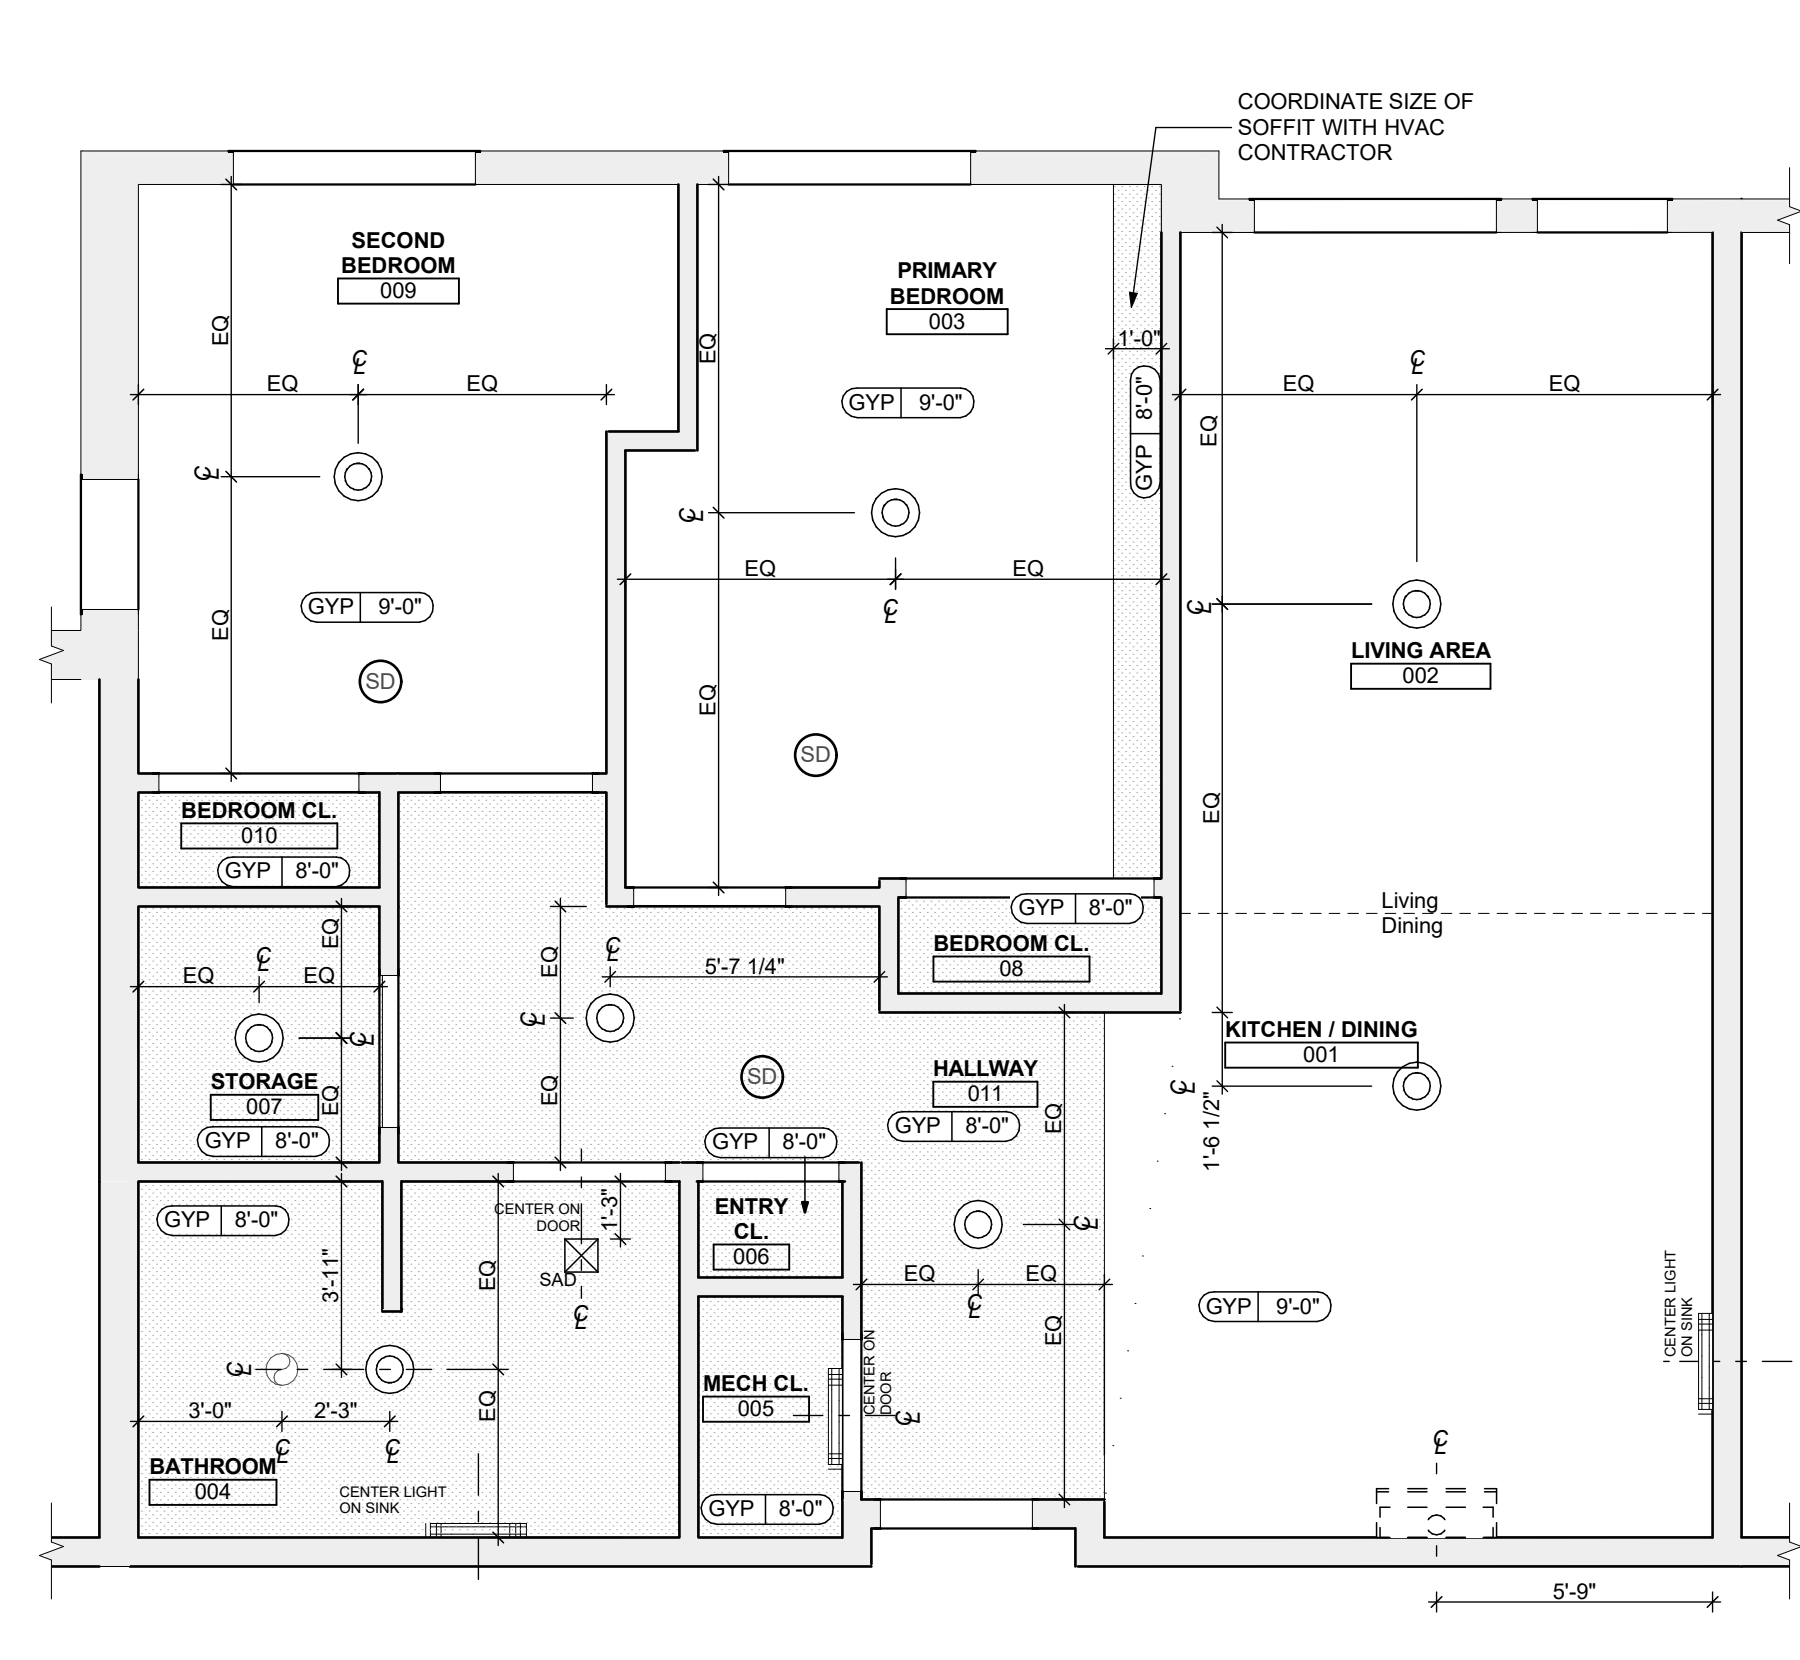 COORDINATE SIZE OF
SOFFIT WITH HVAC
CONTRACTOR
SECOND
BEDROOM
009
PRIMARY
BEDROOM
003
EQ
EQ
1'-0"
℄
℄
EQ
EQ
EQ
EQ
GYP 9'-0"
GYP 8'-0"
EQ
℄
℄
EQ
EQ
℄
GYP 9'-0"
℄
EQ
LIVING AREA
002
SD
EQ
SD
EQ
BEDROOM CL.
010
GYP 8'-0"
GYP 8'-0"
Living
Dining
BEDROOM CL.
08
EQ
℄
EQ
EQ
EQ
℄
5'-7 1/4"
℄
℄
STORAGE
007
EQ
GYP 8'-0"
EQ
SD
HALLWAY
011
GYP 8'-0"
EQ
KITCHEN / DINING
001
℄
1'-6 1/2"
GYP 8'-0"
GYP 8'-0"
CENTER ON
DOOR
1'-3"
ENTRY
CL.
006
℄
3'-11"
EQ
SAD
℄
EQ
EQ
℄
EQ
GYP 9'-0"
CENTER LIGHT
ON SINK
℄
CENTER ON
DOOR
MECH CL.
005
℄
3'-0"
2'-3"
EQ
℄
℄
℄
BATHROOM
004
CENTER LIGHT
ON SINK
GYP 8'-0"
5'-9"